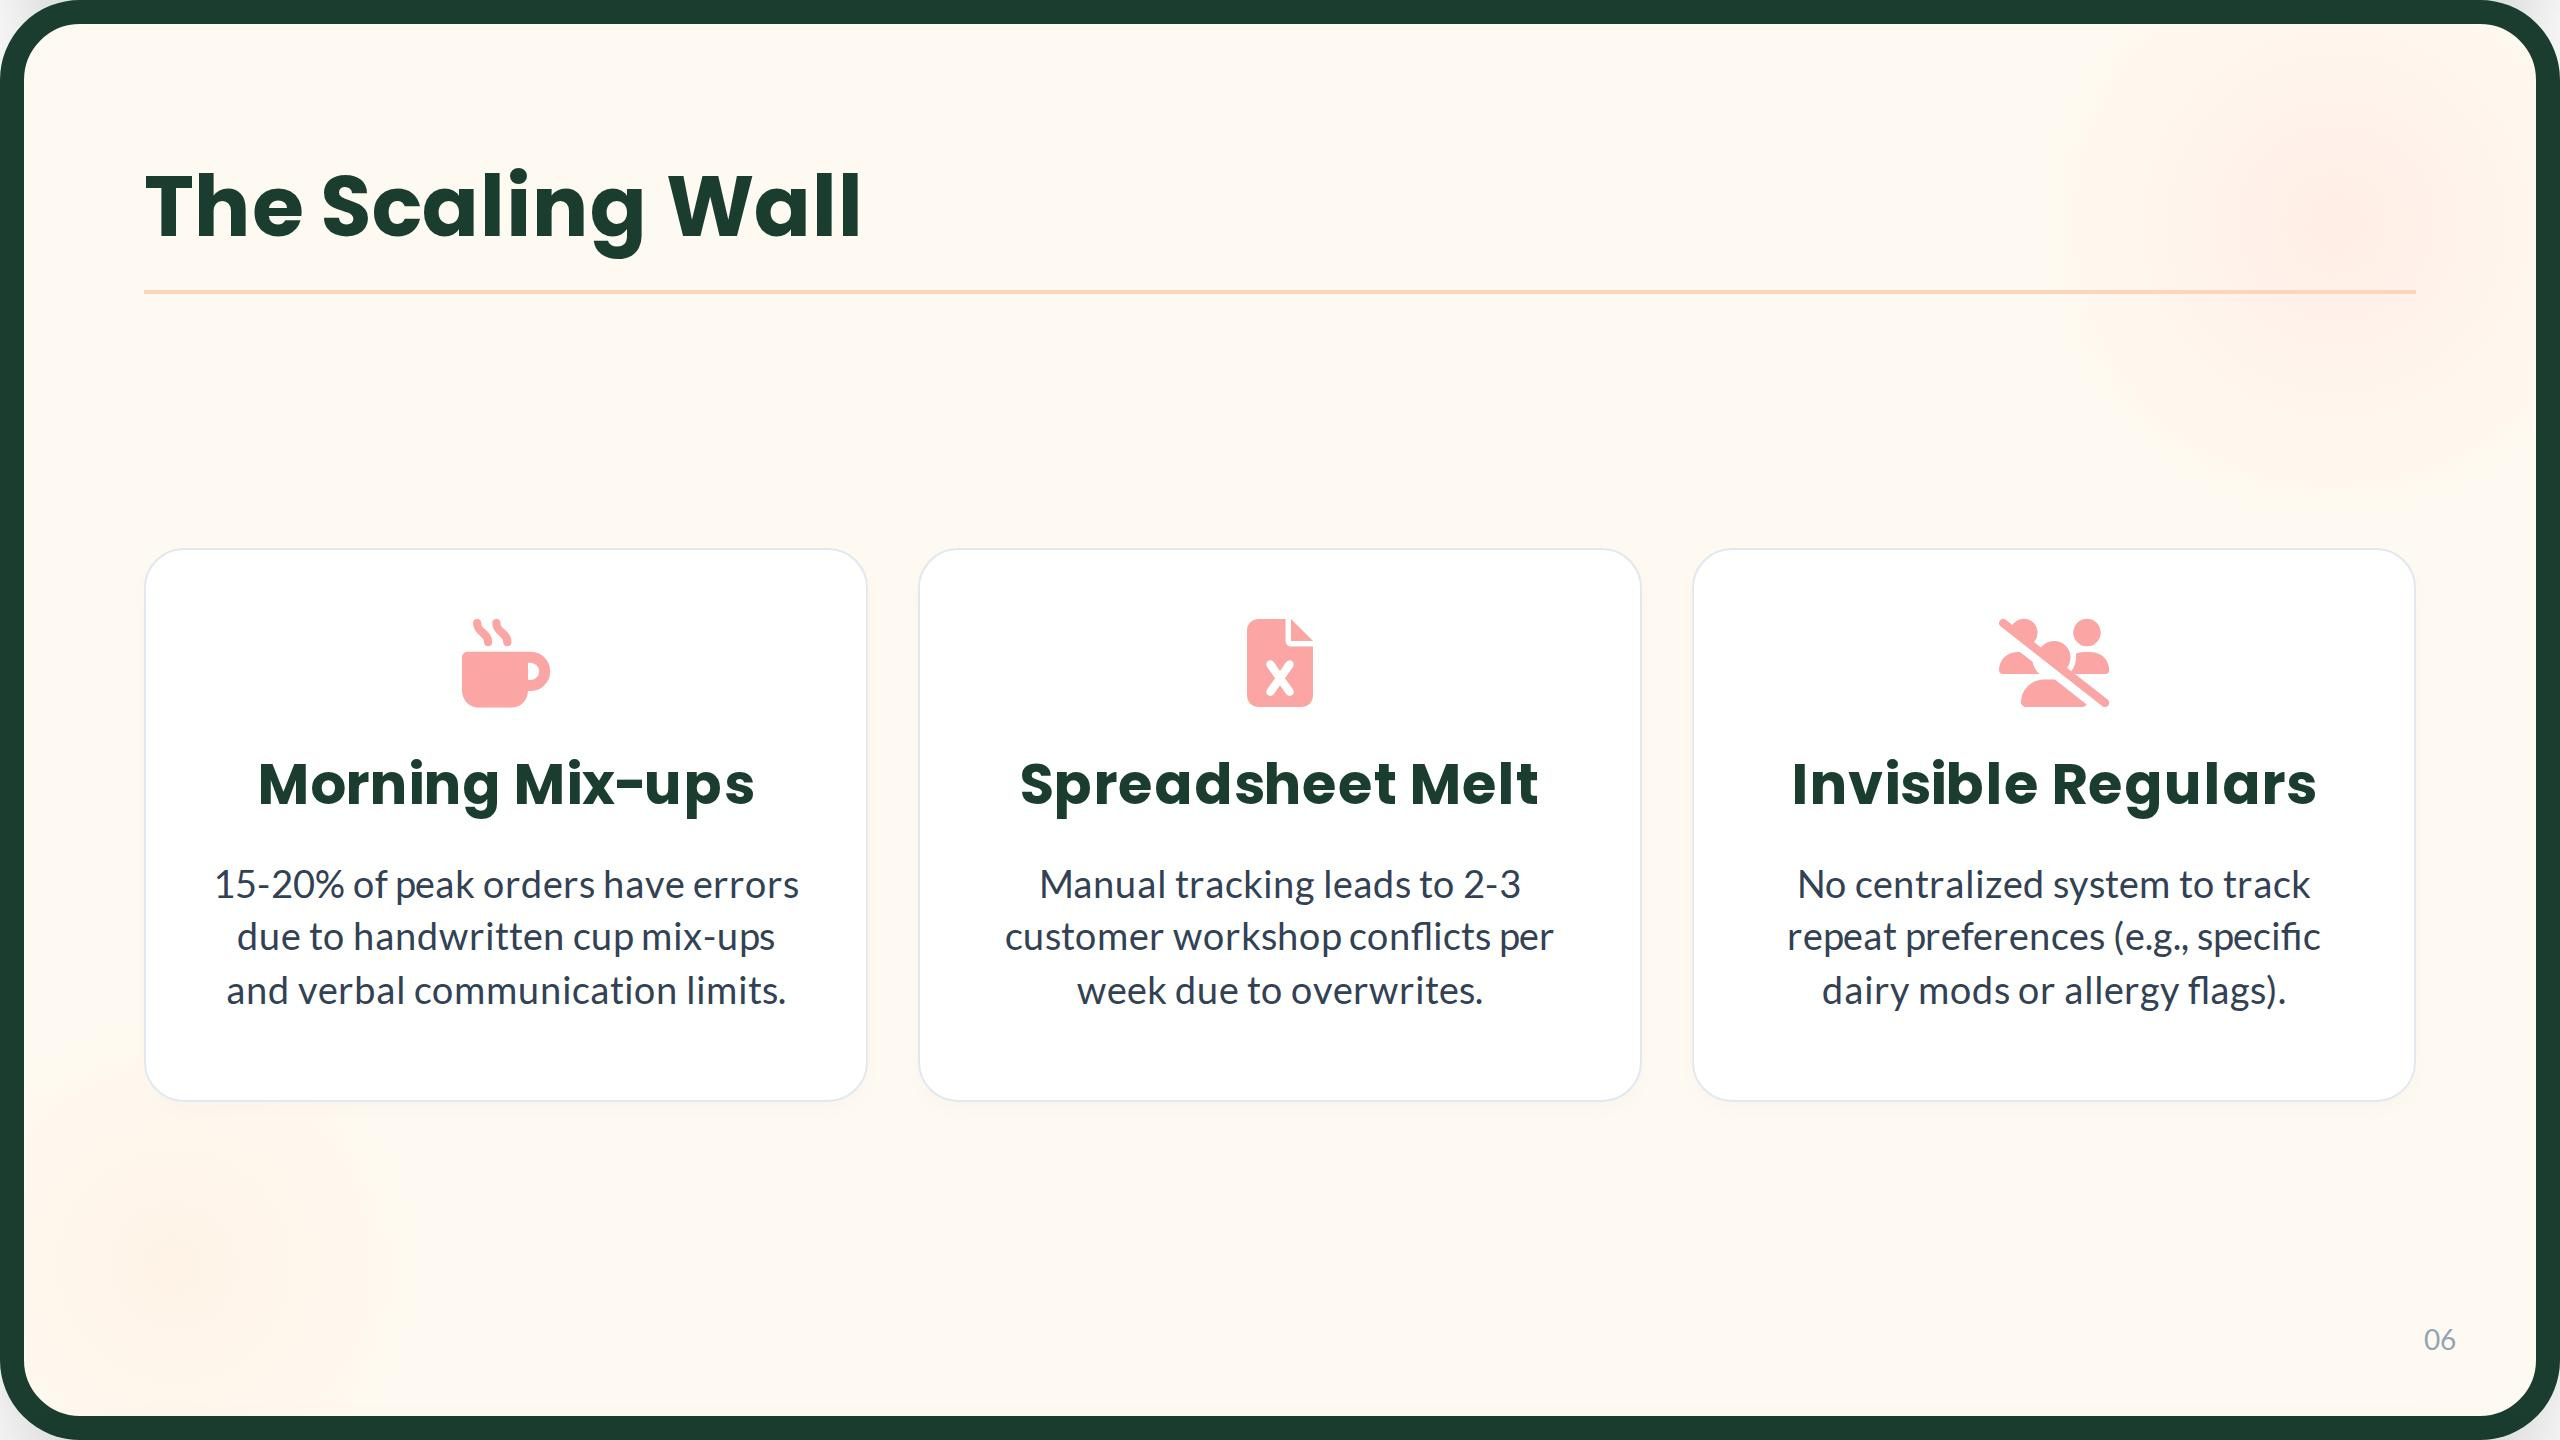 The Scaling Wall
Morning Mix-ups
15-20% of peak orders have errors
due to handwritten cup mix-ups
and verbal communication limits.
Spreadsheet Melt
Manual tracking leads to 2-3
customer workshop conflicts per
week due to overwrites.
Invisible Regulars
No centralized system to track
repeat preferences (e.g., specific
dairy mods or allergy flags).
06